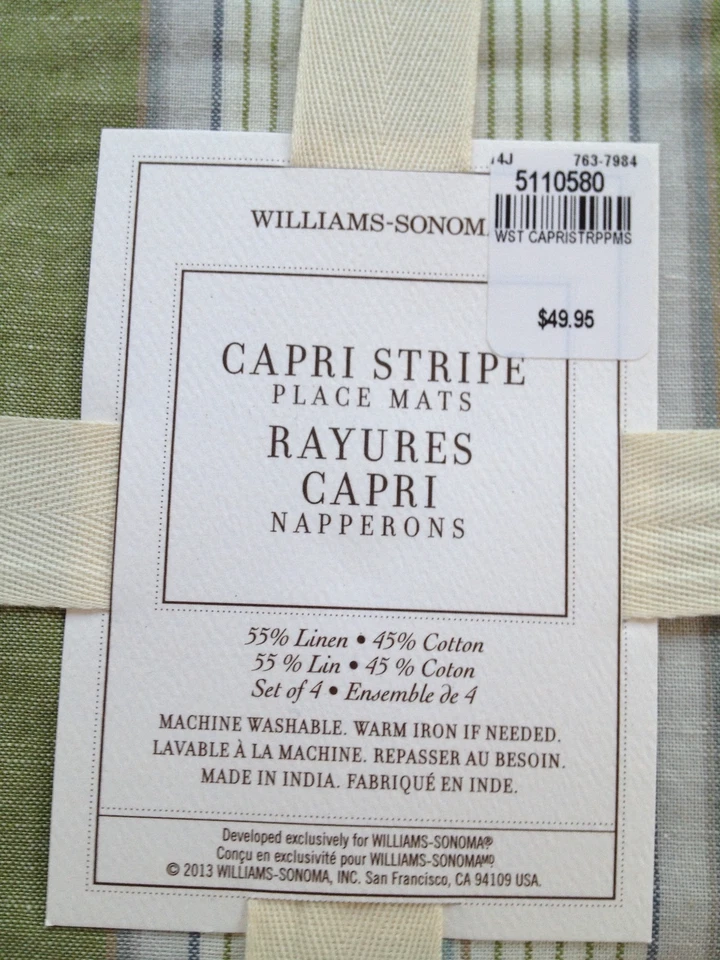 4J 763-7984
5110580
WST CAPRISTRPPMS
$49.95
WILLIAMS-SONOM
CAPRI STRIPE
PLACE MATS
RAYURES
CAPRI
NAPPERONS
55% Linen • 45% Cotton
55 % Lin • 45 % Coton
Set of 4 • Ensemble de 4
MACHINE WASHABLE. WARM IRON IF NEEDED.
LAVABLE À LA MACHINE. REPASSER AU BESOIN.
MADE IN INDIA. FABRIQUÉ EN INDE.
Developed exclusively for WILLIAMS-SONOMA®
Conçu en exclusivité pour WILLIAMS-SONOMAMD
© 2013 WILLIAMS-SONOMA, INC. San Francisco, CA 94109 USA.